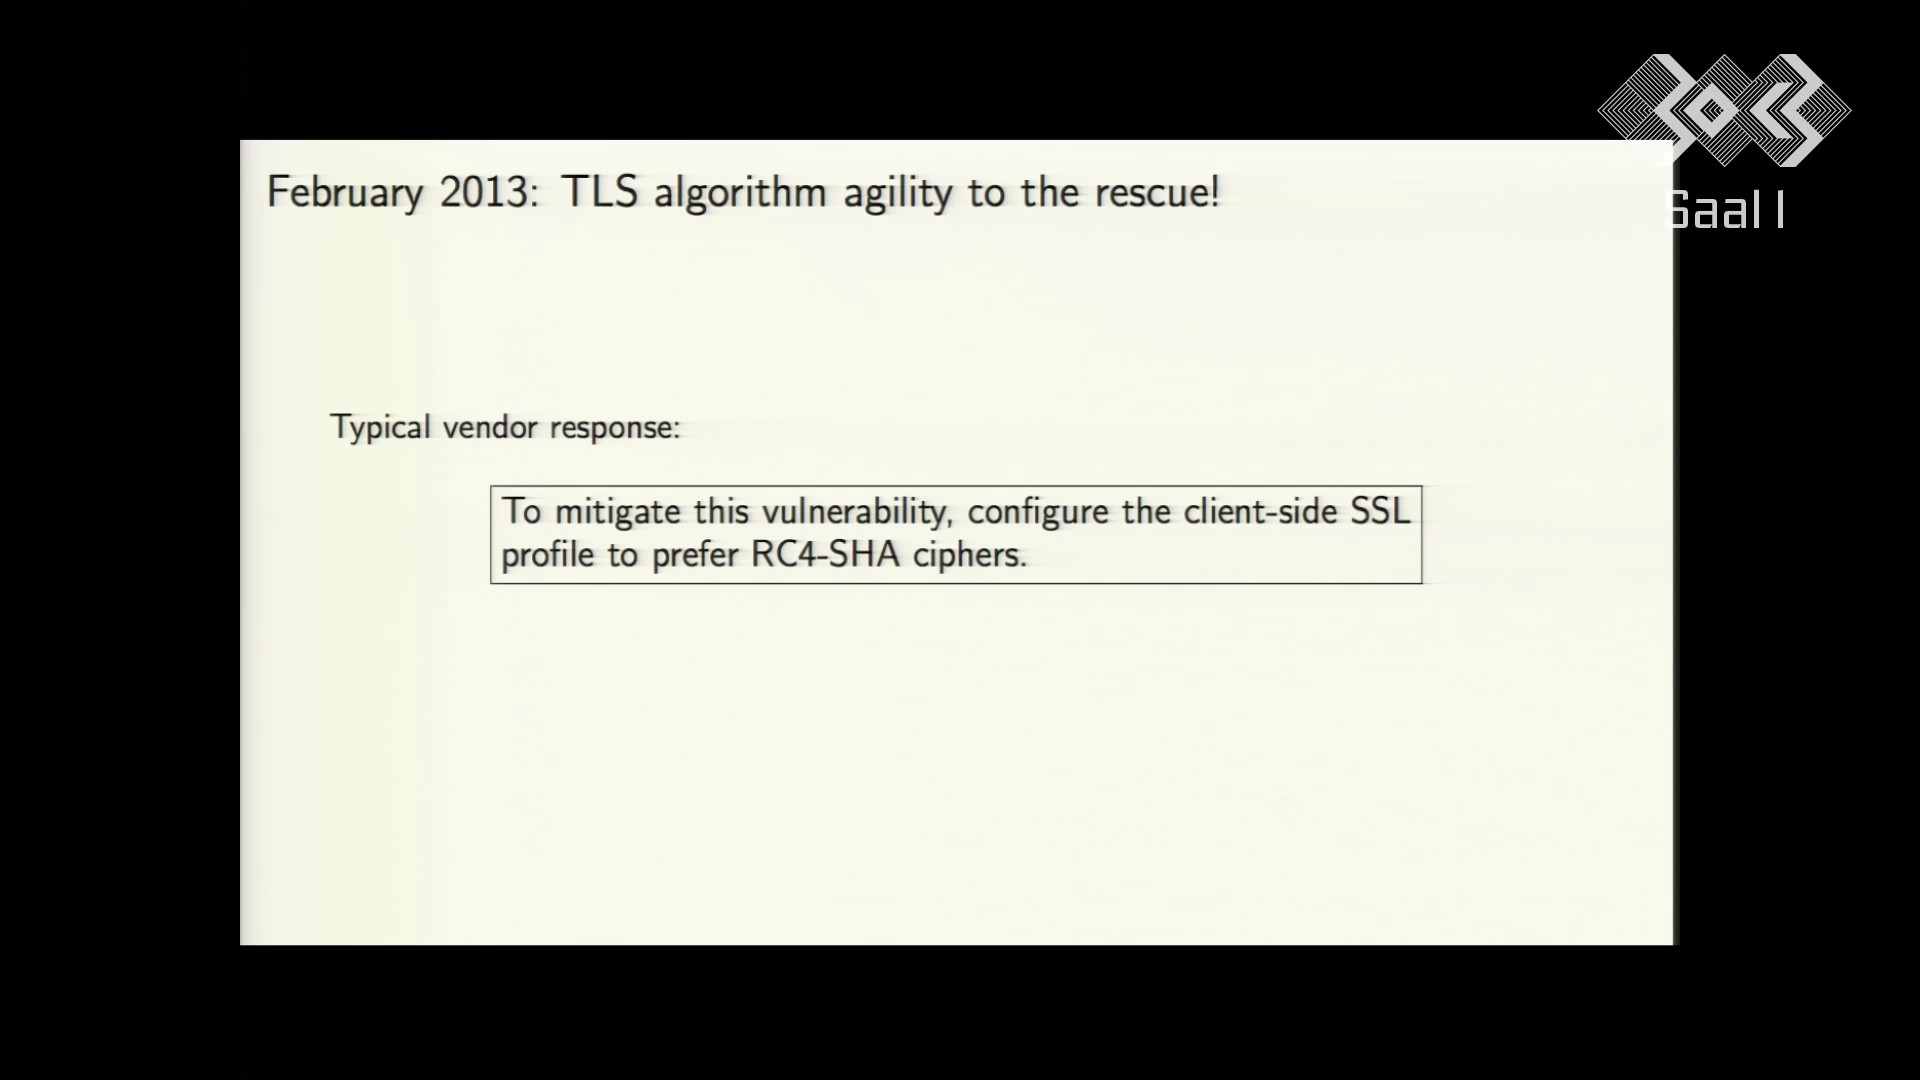 February 2013: TLS algorithm agility to the rescue!
Saal 1
Typical vendor response:
To mitigate this vulnerability, configure the client-side SSL
profile to prefer RC4-SHA ciphers.